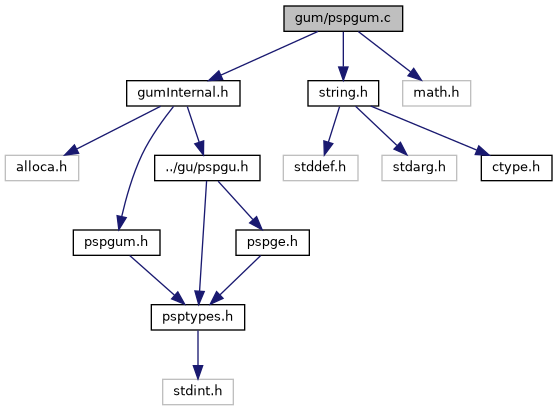 gum/pspgum.c
gumInternal.h
string.h
math.h
alloca.h
../gu/pspgu.h
stddef.h
stdarg.h
ctype.h
pspgum.h
pspge.h
psptypes.h
stdint.h